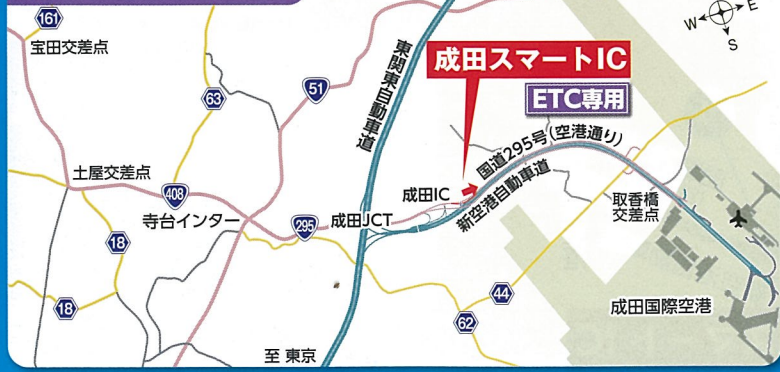 161
宝田交差点
63
51
東関東自動車道
成田スマートIC
ETC専用
W
E
S
国道295号(空港通り)
新空港自動車道
土屋交差点
408
寺台インター
295
成田JCT
成田IC
取香橋
交差点
18
18
44
62
成田国際空港
至 東京